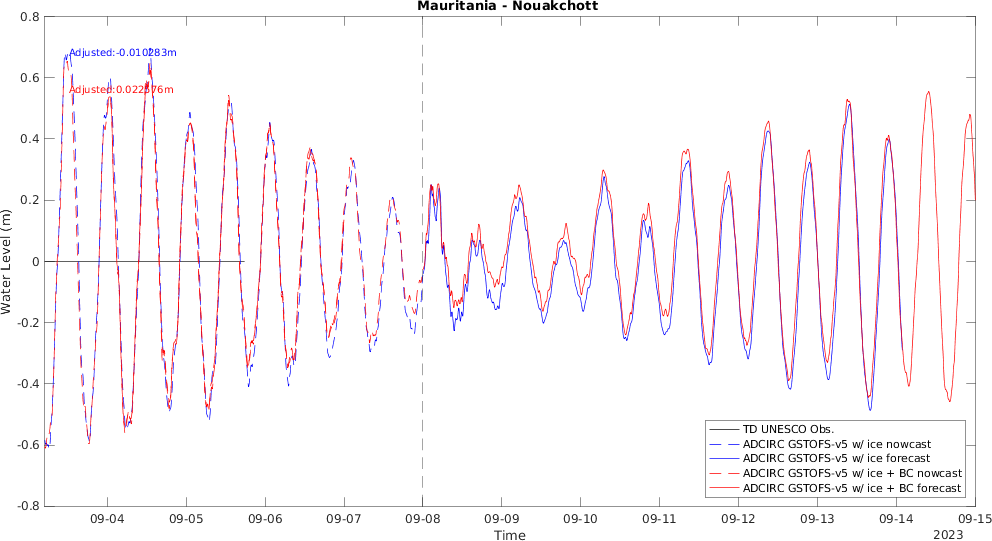 Mauritania - Nouakchott
0.8
0.6
0.4
0.2
0
-0.2
-0.4
-0.6
-0.8
Water Level (m)
Adjusted:-0.010283m
Adjusted:0.022576m
TD UNESCO Obs.
ADCIRC GSTOFS-v5 w/ ice nowcast
ADCIRC GSTOFS-v5 w/ ice forecast
ADCIRC GSTOFS-v5 w/ ice + BC nowcast
ADCIRC GSTOFS-v5 w/ ice + BC forecast
09-04 09-05 09-06 09-07 09-08 09-09 09-10 09-11 09-12 09-13 09-14 09-15
Time
2023